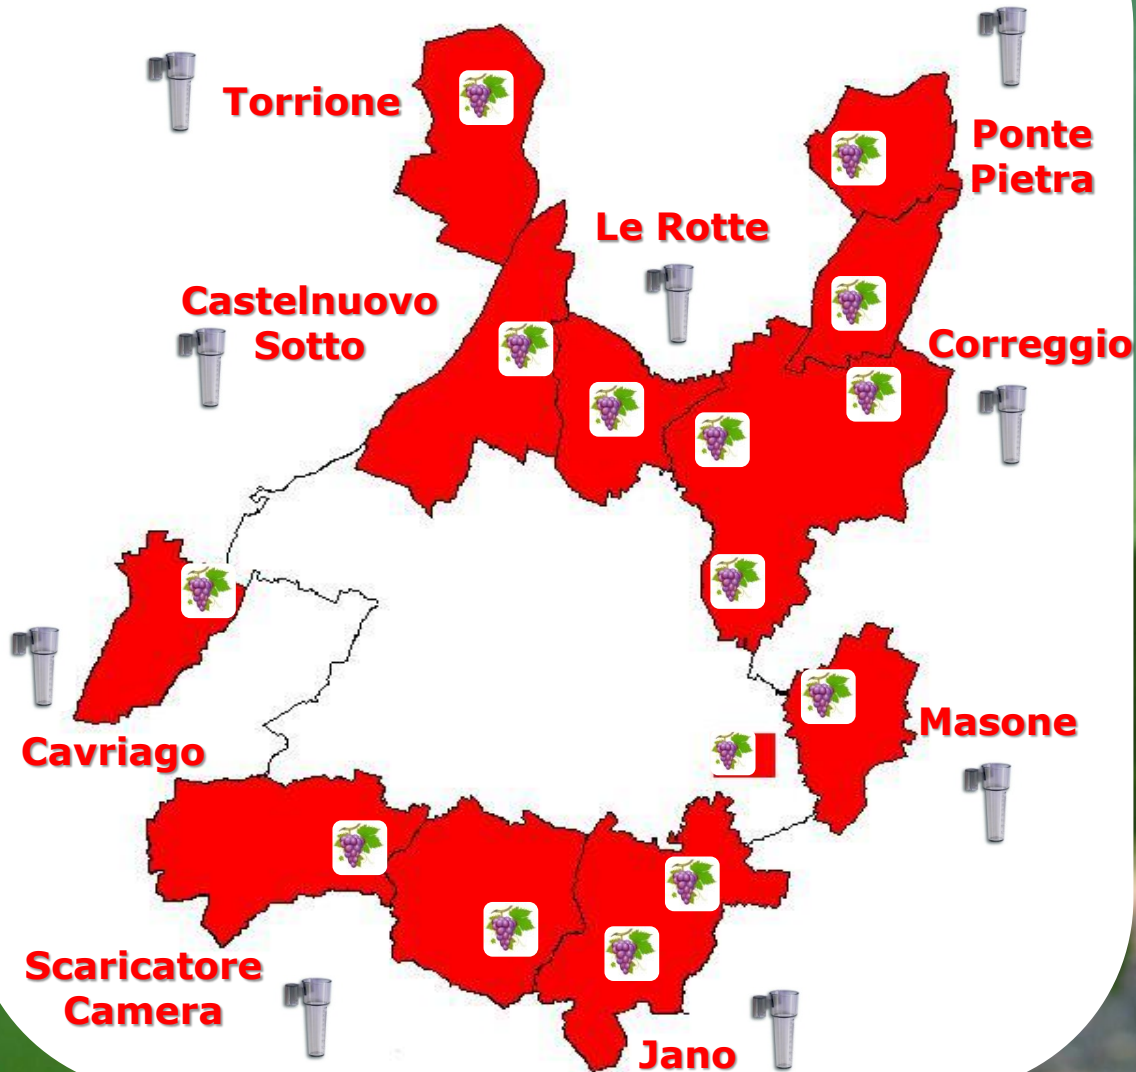 Torrione
Ponte
Pietra
Le Rotte
Castelnuovo
Sotto
Correggio
Masone
Cavriago
Scaricatore
Camera
Jano